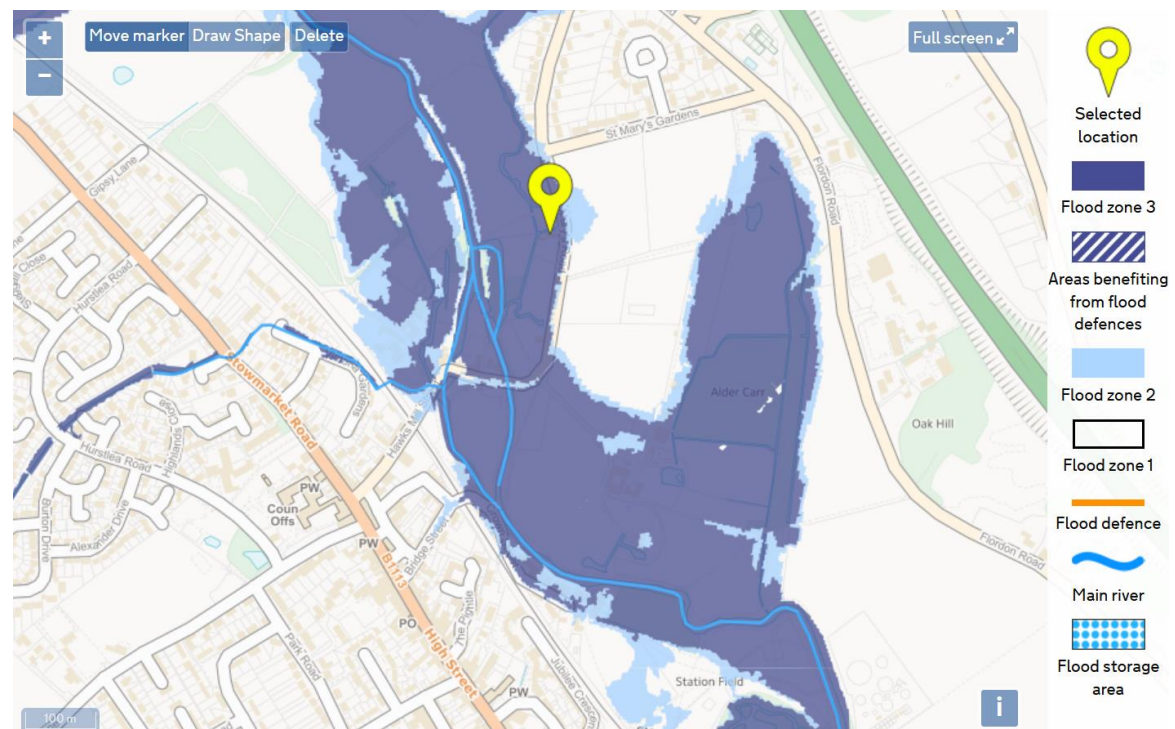 +
−
Move marker
Draw Shape
Delete
Full screen
Gipsy Lane
St Mary's Gardens
Flordon Road
Hurstlea Road
Close
Stowmarket Road
Gardens
Highlands Close
Hurstlea Road
Burton Drive
Alexander Drive
PW
Coun
Offs
PW
B1113
Bridge Street
The Pightle
PO
High Street
Park Road
PW
Jubilee Crescent
Hawks Mill
Alder Carr
Oak Hill
Flordon Road
Station Field
100 m
i
Selected
location
Flood zone 3
Areas benefiting
from flood
defences
Flood zone 2
Flood zone 1
Flood defence
Main river
Flood storage
area